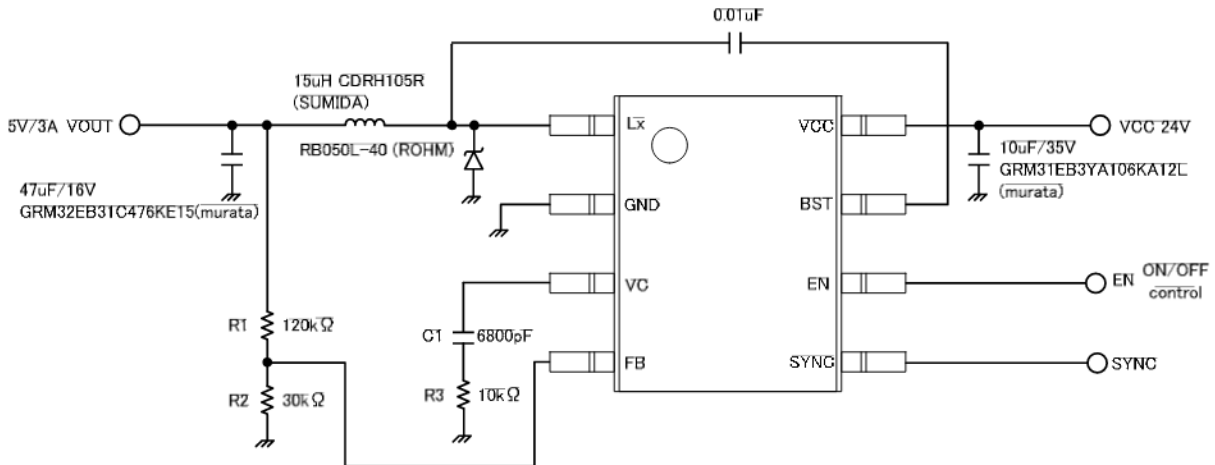 0.01uF
15uH CDRH105R
(SUMIDA)
5V/3A VOUT
Lx
VCC
VCC 24V
RB050L-40 (ROHM)
10uF/35V
GRM31EB3YA106KA12L
(murata)
47uF/16V
GRM32EB31C476KE15(murata)
GND
BST
VC
EN
EN
ON/OFF
control
R1
120kΩ
C1
6800pF
FB
SYNC
SYNC
R2
30kΩ
R3
10kΩ